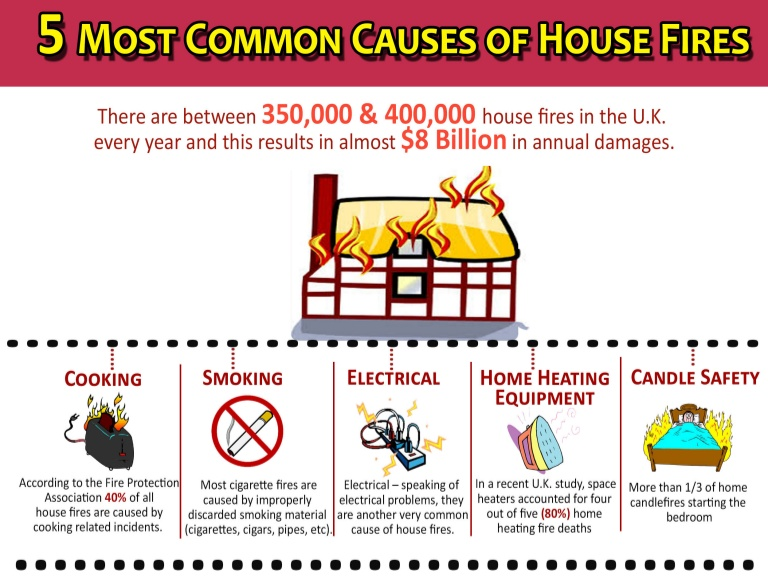 5 MOST COMMON CAUSES OF HOUSE FIRES
There are between 350,000 & 400,000 house fires in the U.K.
every year and this results in almost $8 Billion in annual damages.
COOKING
According to the Fire Protection
Association 40% of all
house fires are caused by
cooking related incidents.
SMOKING
Most cigarette fires are
caused by improperly
discarded smoking material
(cigarettes, cigars, pipes, etc).
ELECTRICAL
Electrical – speaking of
electrical problems, they
are another very common
cause of house fires.
HOME HEATING
EQUIPMENT
In a recent U.K. study, space
heaters accounted for four
out of five (80%) home
heating fire deaths
CANDLE SAFETY
More than 1/3 of home
candlefires starting the
bedroom